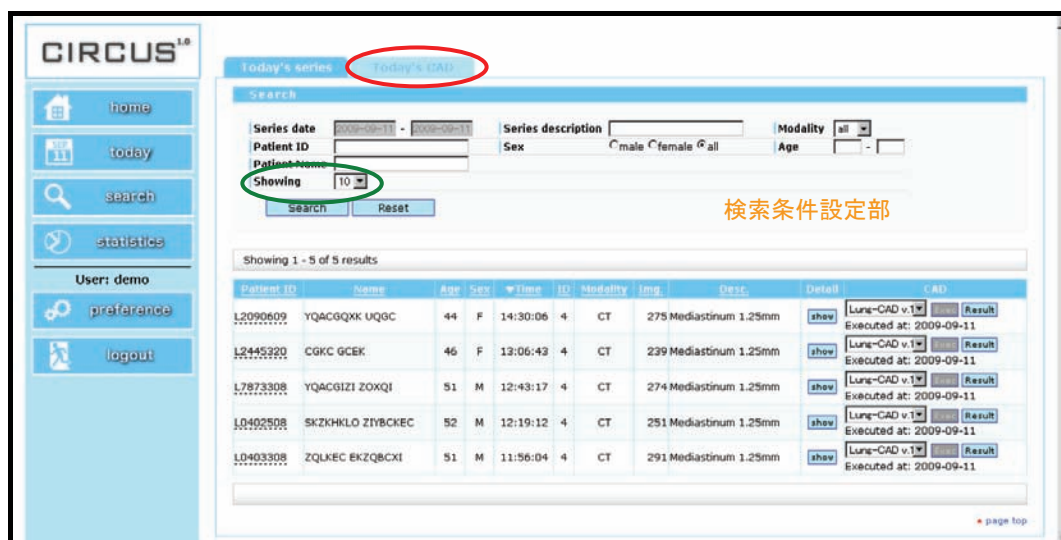 CIRCUS 1.0
home
SEP 11 today
search
statistics
User: demo
preference
logout
Today's series Today's CAD
Search
Series date 2009-09-11 - 2009-09-11 Series description Modality all
Patient ID Sex male female all Age -
Patient Name
Showing 10
Search Reset
検索条件設定部
Showing 1 - 5 of 5 results
Patient ID Name Age Sex ▼Time ID Modality Img. Desc. Detail CAD
L2090609 YQACGQXK UQGC 44 F 14:30:06 4 CT 275 Mediastinum 1.25mm show Lung-CAD v.1 Exec Result
Executed at: 2009-09-11
L2445320 CGKC GCEK 46 F 13:06:43 4 CT 239 Mediastinum 1.25mm show Lung-CAD v.1 Exec Result
Executed at: 2009-09-11
L7873308 YQACGIZI ZOXQI 51 M 12:43:17 4 CT 274 Mediastinum 1.25mm show Lung-CAD v.1 Exec Result
Executed at: 2009-09-11
L0402508 SKZKHKLO ZIYBCKEC 52 M 12:19:12 4 CT 251 Mediastinum 1.25mm show Lung-CAD v.1 Exec Result
Executed at: 2009-09-11
L0403308 ZQLKEC EKZQBCXI 51 M 11:56:04 4 CT 291 Mediastinum 1.25mm show Lung-CAD v.1 Exec Result
Executed at: 2009-09-11
page top